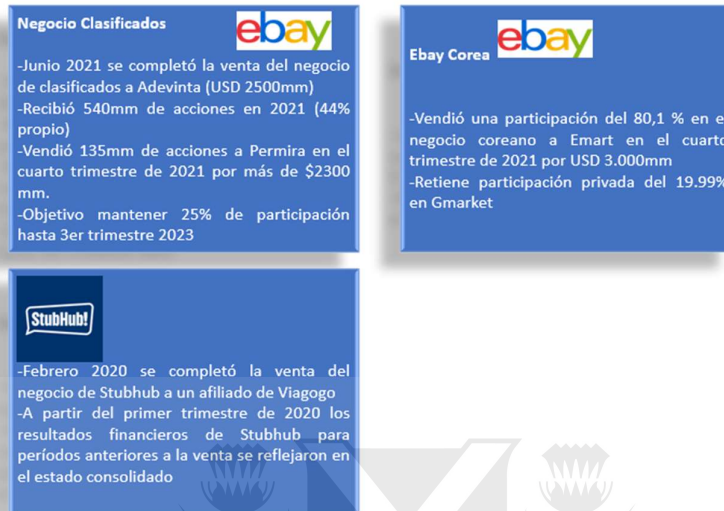 Negocio Clasificados
ebay
-Junio 2021 se completó la venta del negocio
de clasificados a Adevinta (USD 2500mm)
-Recibió 540mm de acciones en 2021 (44%
propio)
-Vendió 135mm de acciones a Permira en el
cuarto trimestre de 2021 por más de $2300
mm.
-Objetivo mantener 25% de participación
hasta 3er trimestre 2023
Ebay Corea
ebay
-Vendió una participación del 80,1 % en e
negocio coreano a Emart en el cuarto
trimestre de 2021 por USD 3.000mm
-Retiene participación privada del 19.99%
en Gmarket
StubHub!
-Febrero 2020 se completó la venta del
negocio de Stubhub a un afiliado de Viagogo
-A partir del primer trimestre de 2020 los
resultados financieros de Stubhub para
períodos anteriores a la venta se reflejaron en
el estado consolidado